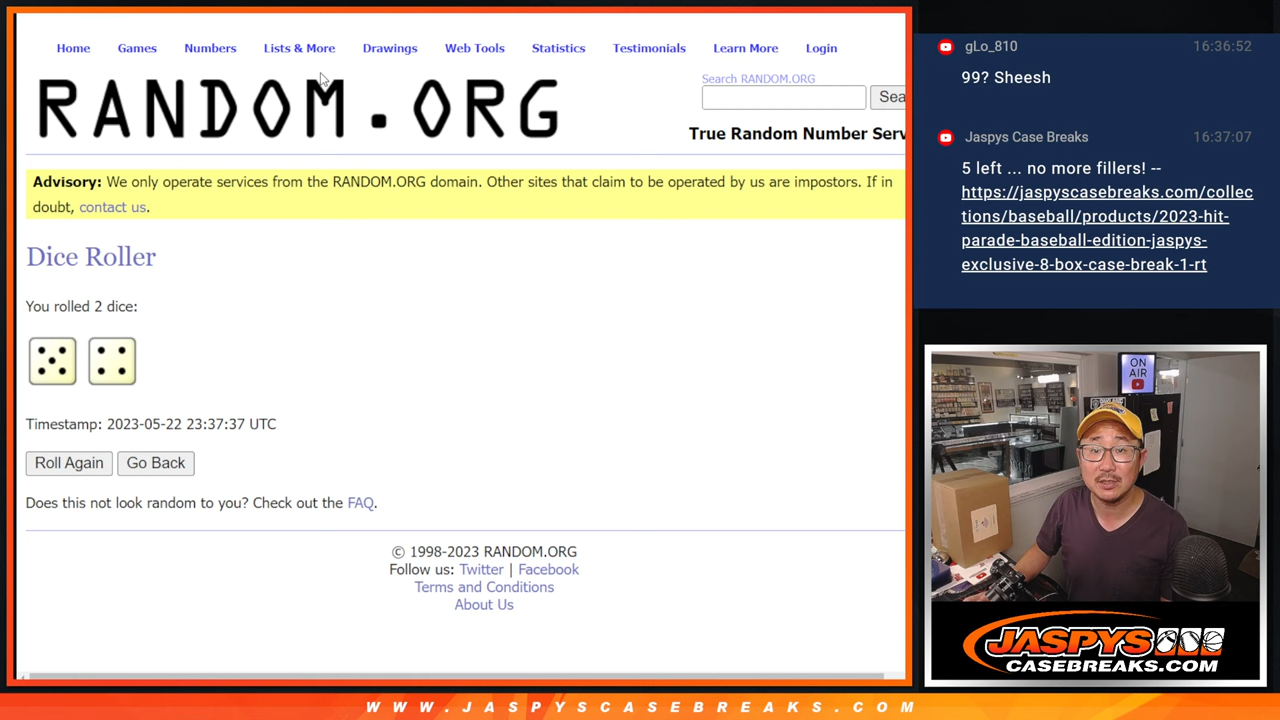 Home Games Numbers Lists & More Drawings Web Tools Statistics Testimonials Learn More Login
RANDOM.ORG
Search RANDOM.ORG
Sea
True Random Number Serv
Advisory: We only operate services from the RANDOM.ORG domain. Other sites that claim to be operated by us are impostors. If in
doubt, contact us.
Dice Roller
You rolled 2 dice:
Timestamp: 2023-05-22 23:37:37 UTC
Roll Again Go Back
Does this not look random to you? Check out the FAQ.
© 1998-2023 RANDOM.ORG
Follow us: Twitter | Facebook
Terms and Conditions
About Us
gLo_810 16:36:52
99? Sheesh
Jaspys Case Breaks 16:37:07
5 left ... no more fillers! --
https://jaspyscasebreaks.com/collec
tions/baseball/products/2023-hit-
parade-baseball-edition-jaspys-
exclusive-8-box-case-break-1-rt
ON
AIR
JASPYS
CASEBREAKS.COM
WWW.JASPYSCASEBREAKS.COM